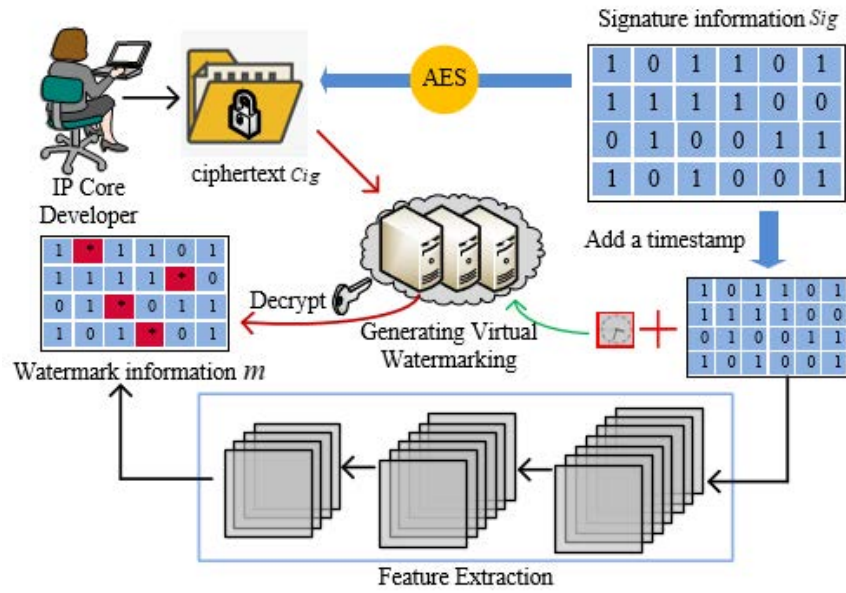 Signature information Sig
1 0 1 1 0 1
1 1 1 1 0 0
0 1 0 0 1 1
1 0 1 0 0 1
AES
ciphertext Cig
IP Core
Developer
Add a timestamp
1 * 1 1 0 1
1 1 1 1 * 0
0 1 * 0 1 1
1 0 1 * 0 1
Decrypt
Generating Virtual
Watermarking
1 0 1 1 0 1
1 1 1 1 0 0
0 1 0 0 1 1
1 0 1 0 0 1
Watermark information m
Feature Extraction